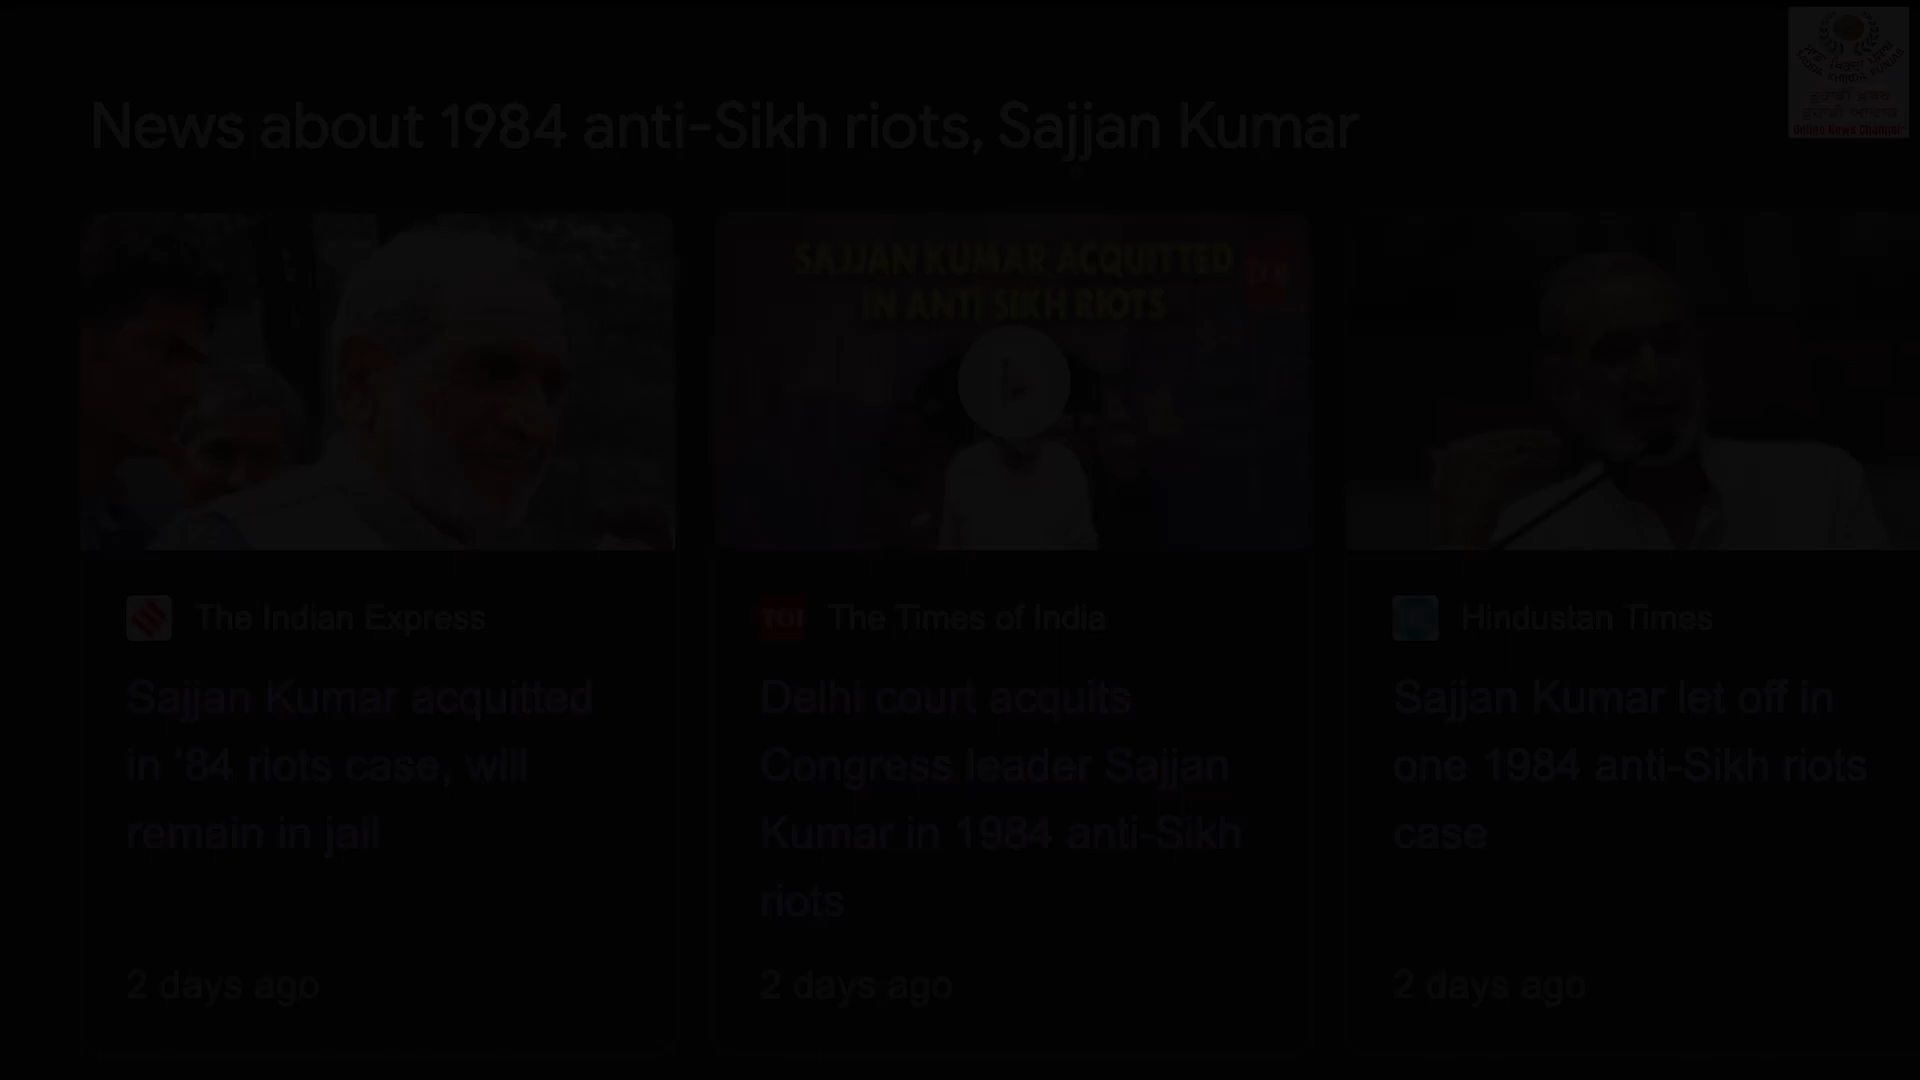 News about 1984 anti-Sikh riots, Sajjan Kumar
SAJJAN KUMAR ACQUITTED
IN ANTI SIKH RIOTS
The Indian Express
Sajjan Kumar acquitted
in '84 riots case, will
remain in jail
2 days ago
TOI
The Times of India
Delhi court acquits
Congress leader Sajjan
Kumar in 1984 anti-Sikh
riots
2 days ago
Hindustan Times
Sajjan Kumar let off in
one 1984 anti-Sikh riots
case
2 days ago